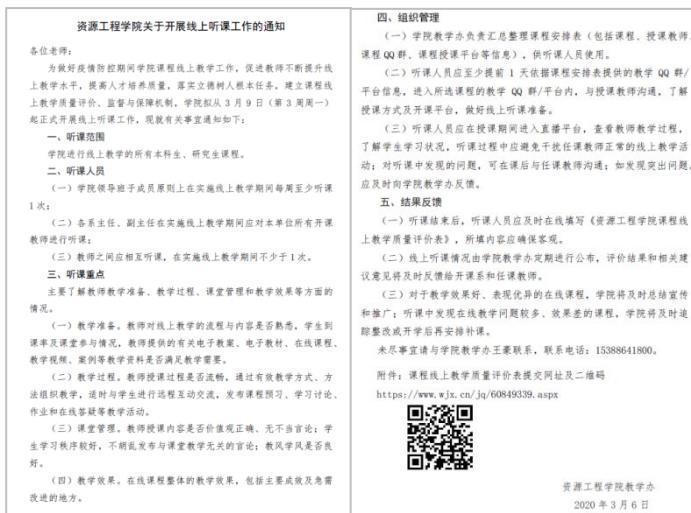 资源工程学院关于开展线上听课工作的通知
各位老师：
为做好疫情防控期间学院课程线上教学工作，促进教师不断提升线
上教学水平，提高人才培养质量，落实立德树人根本任务。建立课程线
上教学质量评价、监督与保障机制，学院拟从 3 月 9 日（第 3 周周一）
起正式开展线上听课工作，现就有关事宜通知如下：
一、听课范围
学院进行线上教学的所有本科生、研究生课程。
二、听课人员
（一）学院领导班子成员原则上在实施线上教学期间每周至少听课
1次；
（二）各系主任、副主任在实施线上教学期间应对本单位所有开课
教师进行听课；
（三）教师之间应相互听课，在实施线上教学期间不少于 1 次。
三、听课重点
主要了解教师教学准备、教学过程、课堂管理和教学效果等方面的
情况。
（一）教学准备。教师对线上教学的流程与内容是否熟悉，学生到
课率及课堂参与情况，教师提供的有关电子教案、电子教材、在线课程、
教学视频、案例等教学资料是否满足教学需要。
（二）教学过程。教师授课过程是否流畅，通过有效教学方式、方
法组织教学，适时与学生进行远程互动交流，发布课程预习、学习讨论、
作业和在线答疑等教学活动。
（三）课堂管理。教师授课内容是否价值观正确、无不当言论；学
生学习秩序较好，不胡乱发布与课堂教学无关的言论；教风学风是否良
好。
（四）教学效果。在线课程整体的教学效果，包括主要成效及急需
改进的地方。
四、组织管理
（一）学院教学办负责汇总整理课程安排表（包括课程、授课教师、
课程 QQ 群、课程授课平台等信息），供听课人员使用。
（二）听课人员应至少提前 1 天依据课程安排表提供的教学 QQ 群/
平台信息，进入所选课程的教学 QQ 群/平台内，与授课教师沟通，了解
授课方式及开课平台，做好线上听课准备。
（三）听课人员应在授课期间进入直播平台，查看教师教学过程，
了解学生学习状况，听课过程中应避免干扰任课教师正常的线上教学活
动；对听课中发现的问题，可在课后与任课教师沟通；如发现突出问题，
应及时向学院教学办反馈。
五、结果反馈
（一）听课结束后，听课人员应及时在线填写《资源工程学院课程线
上教学质量评价表》，所填内容应确保客观。
（二）线上听课情况由学院教学办定期进行公布，评价结果和相关建
议意见将及时反馈给开课系和任课教师。
（三）对于教学效果好、表现优异的在线课程，学院将及时总结宣传
和推广；听课中发现在线教学问题较多、效果差的课程，学院将及时追
踪整改或开学后再安排补课。
未尽事宜请与学院教学办王豪联系，联系电话：15388641800。
附件：课程线上教学质量评价表提交网址及二维码
https://www.wjx.cn/jq/60849339.aspx
资源工程学院教学办
2020 年 3 月 6 日